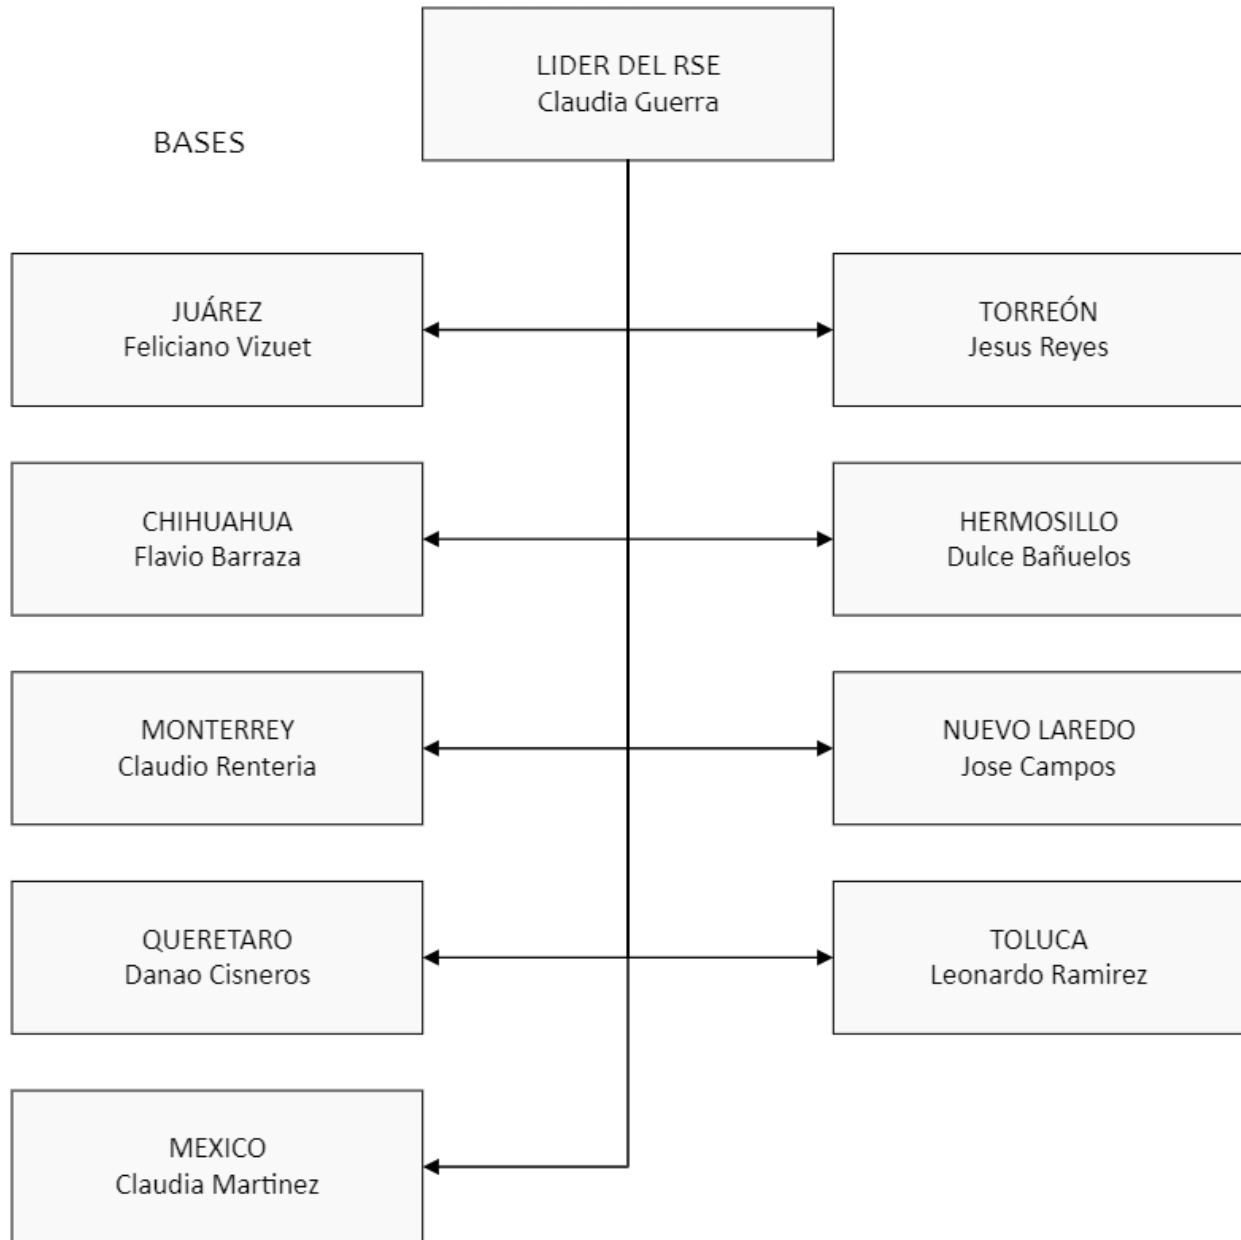 LIDER DEL RSE
Claudia Guerra
BASES
JUÁREZ
Feliciano Vizuet
TORREÓN
Jesus Reyes
CHIHUAHUA
Flavio Barraza
HERMOSILLO
Dulce Bañuelos
MONTERREY
Claudio Renteria
NUEVO LAREDO
Jose Campos
QUERETARO
Danao Cisneros
TOLUCA
Leonardo Ramirez
MEXICO
Claudia Martinez